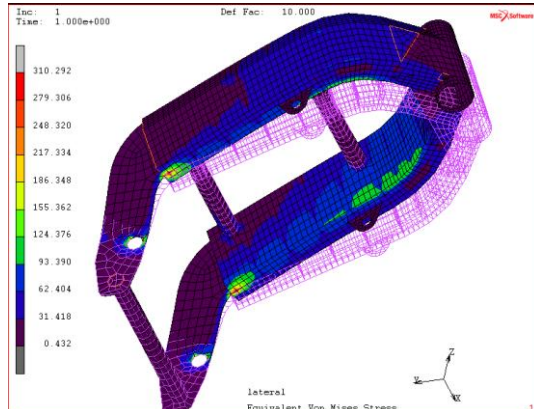 Inc: 1
Time: 1.000e+000
Def Fac: 10.000
MSC Software
310.292
279.306
248.320
217.334
186.348
155.362
124.376
93.390
62.404
31.418
0.432
Z
Y
X
lateral
Equivalent Von Mises Stress
1